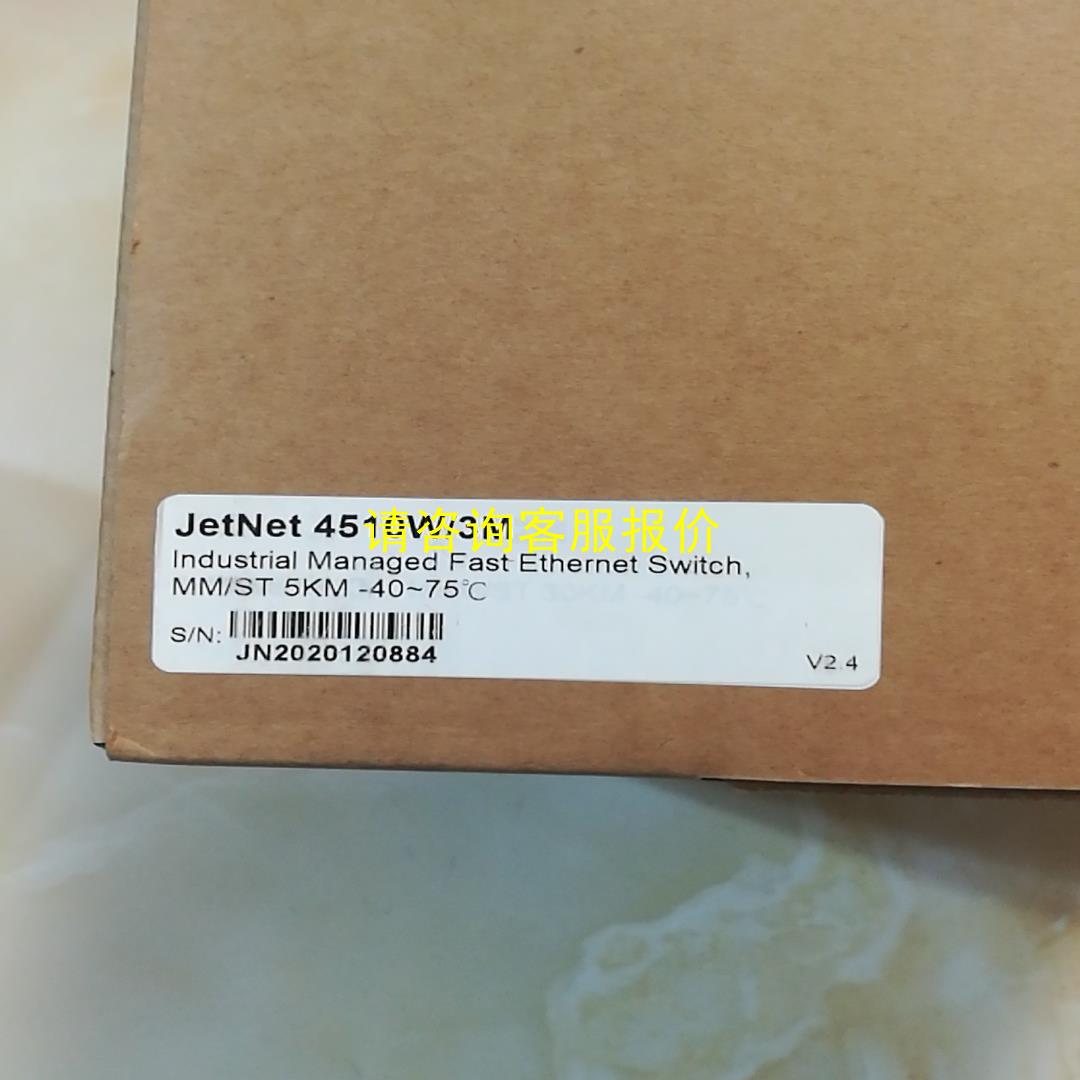 JetNet
请咨询客服报价
Industrial Managed Fast Ethernet Switch,
MM/ST 5KM -40~75℃
S/N:
JN2020120884
V2.4